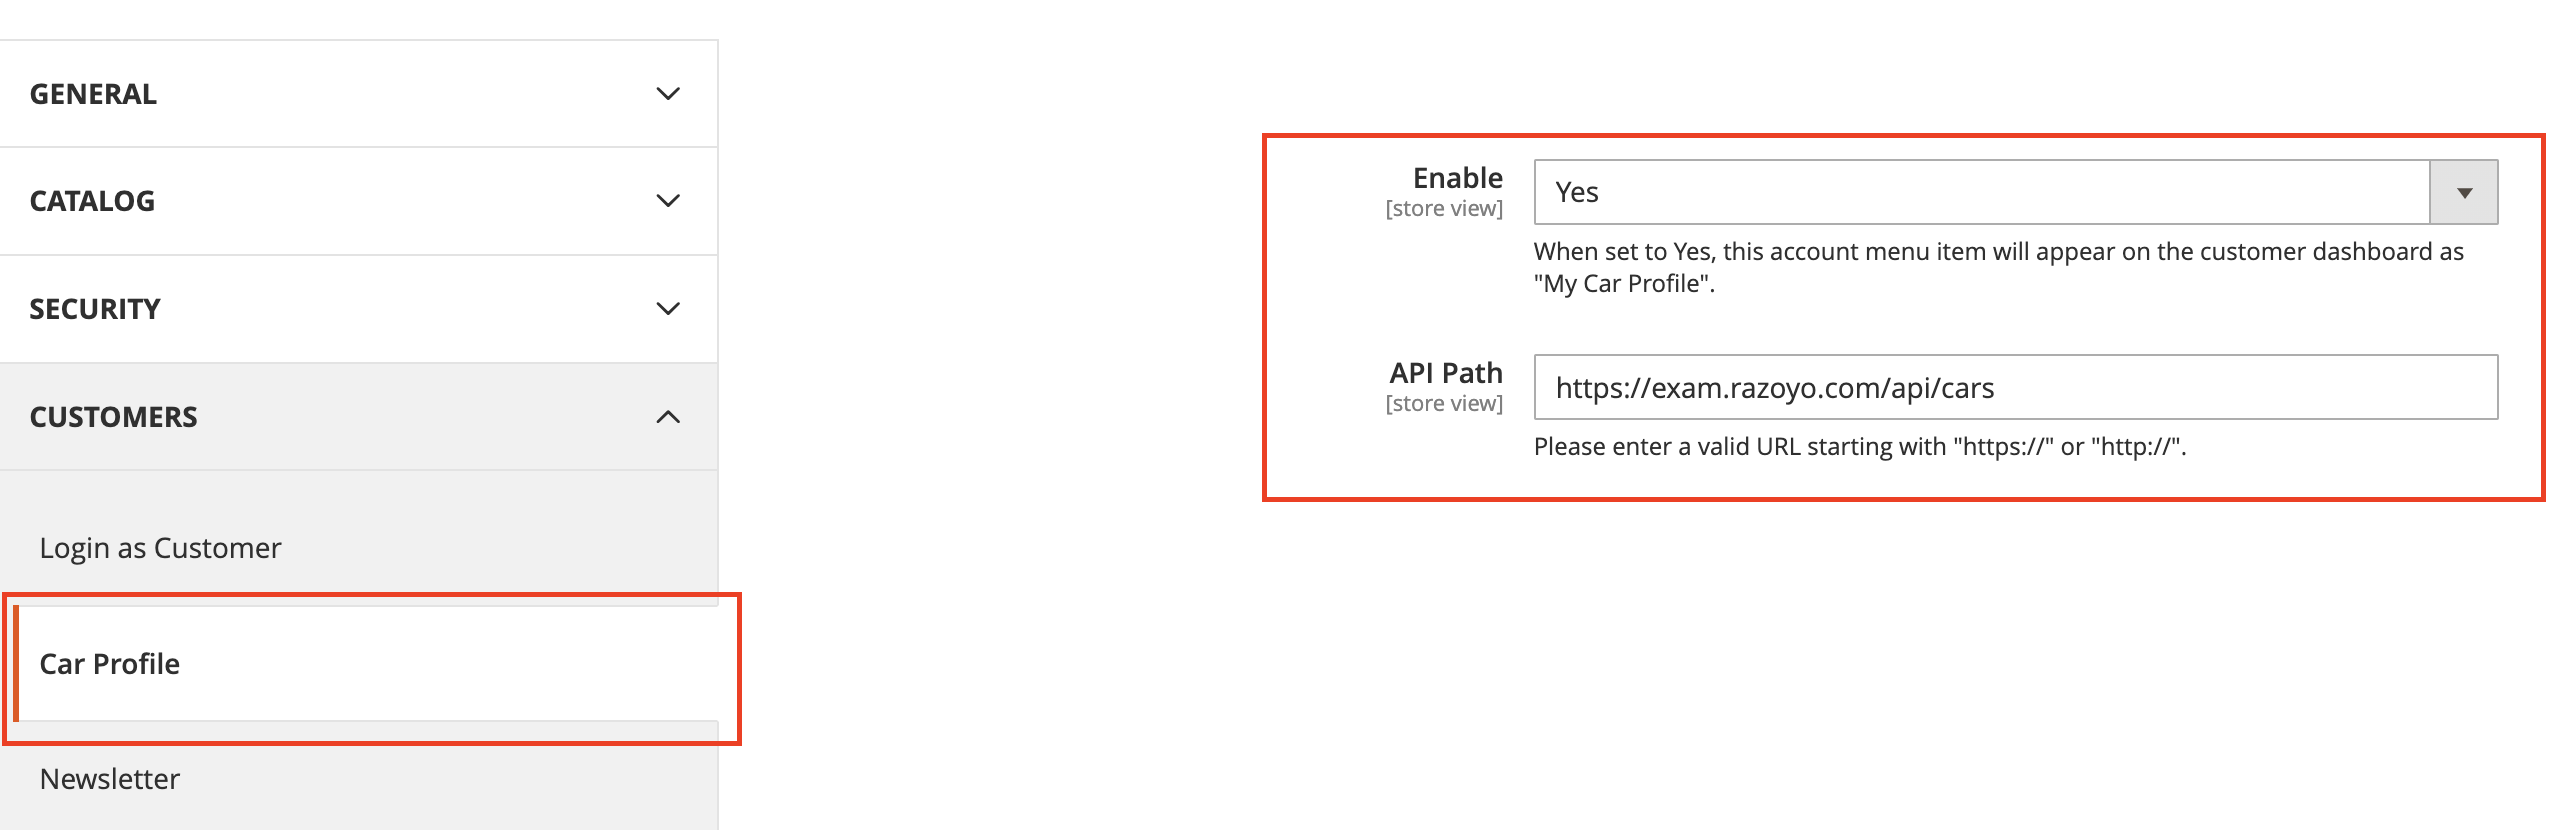 GENERAL
CATALOG
SECURITY
CUSTOMERS
Login as Customer
Car Profile
Newsletter
Enable
[store view]
Yes
When set to Yes, this account menu item will appear on the customer dashboard as
"My Car Profile".
API Path
[store view]
https://exam.razoyo.com/api/cars
Please enter a valid URL starting with "https://" or "http://".